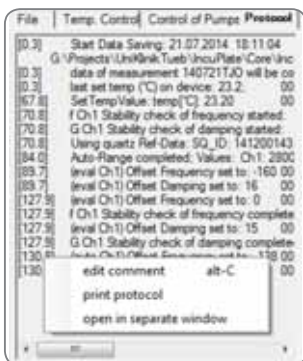 File Temp. Control Control of Pumps Protocol
[0.3] Start Data Saving: 21.07.2014 18:11:04
G:\Projects\UniKlinikTueb\IncuPlate\Core\Inc
[0.3] date of measurement 140721TJO will be co
[0.3] last set temp (°C) on device: 23.2;
[67.8] SetTempValue: temp[°C]: 23.20 00
[70.8] f Ch1 Stability check of frequency started:
[70.8] G Ch1 Stability check of damping started:
[70.8] Using quartz Ref-Data: SQ_ID: 141200143
[84.0] Auto-Range completed; Values: Ch1: 2800
[89.7] (eval Ch1) Offset Frequency set to: -160 00
[89.7] (eval Ch1) Offset Damping set to: 16 00
[127.9] (eval Ch1) Offset Frequency set to: 0 00
[127.9] f Ch1 Stability check of frequency complete
[127.9] (eval Ch1) Offset Damping set to: 15 00
[127.9] G Ch1 Stability check of damping complete
[130. 138 00
[130 00
edit comment alt-C
print protocol
open in separate window